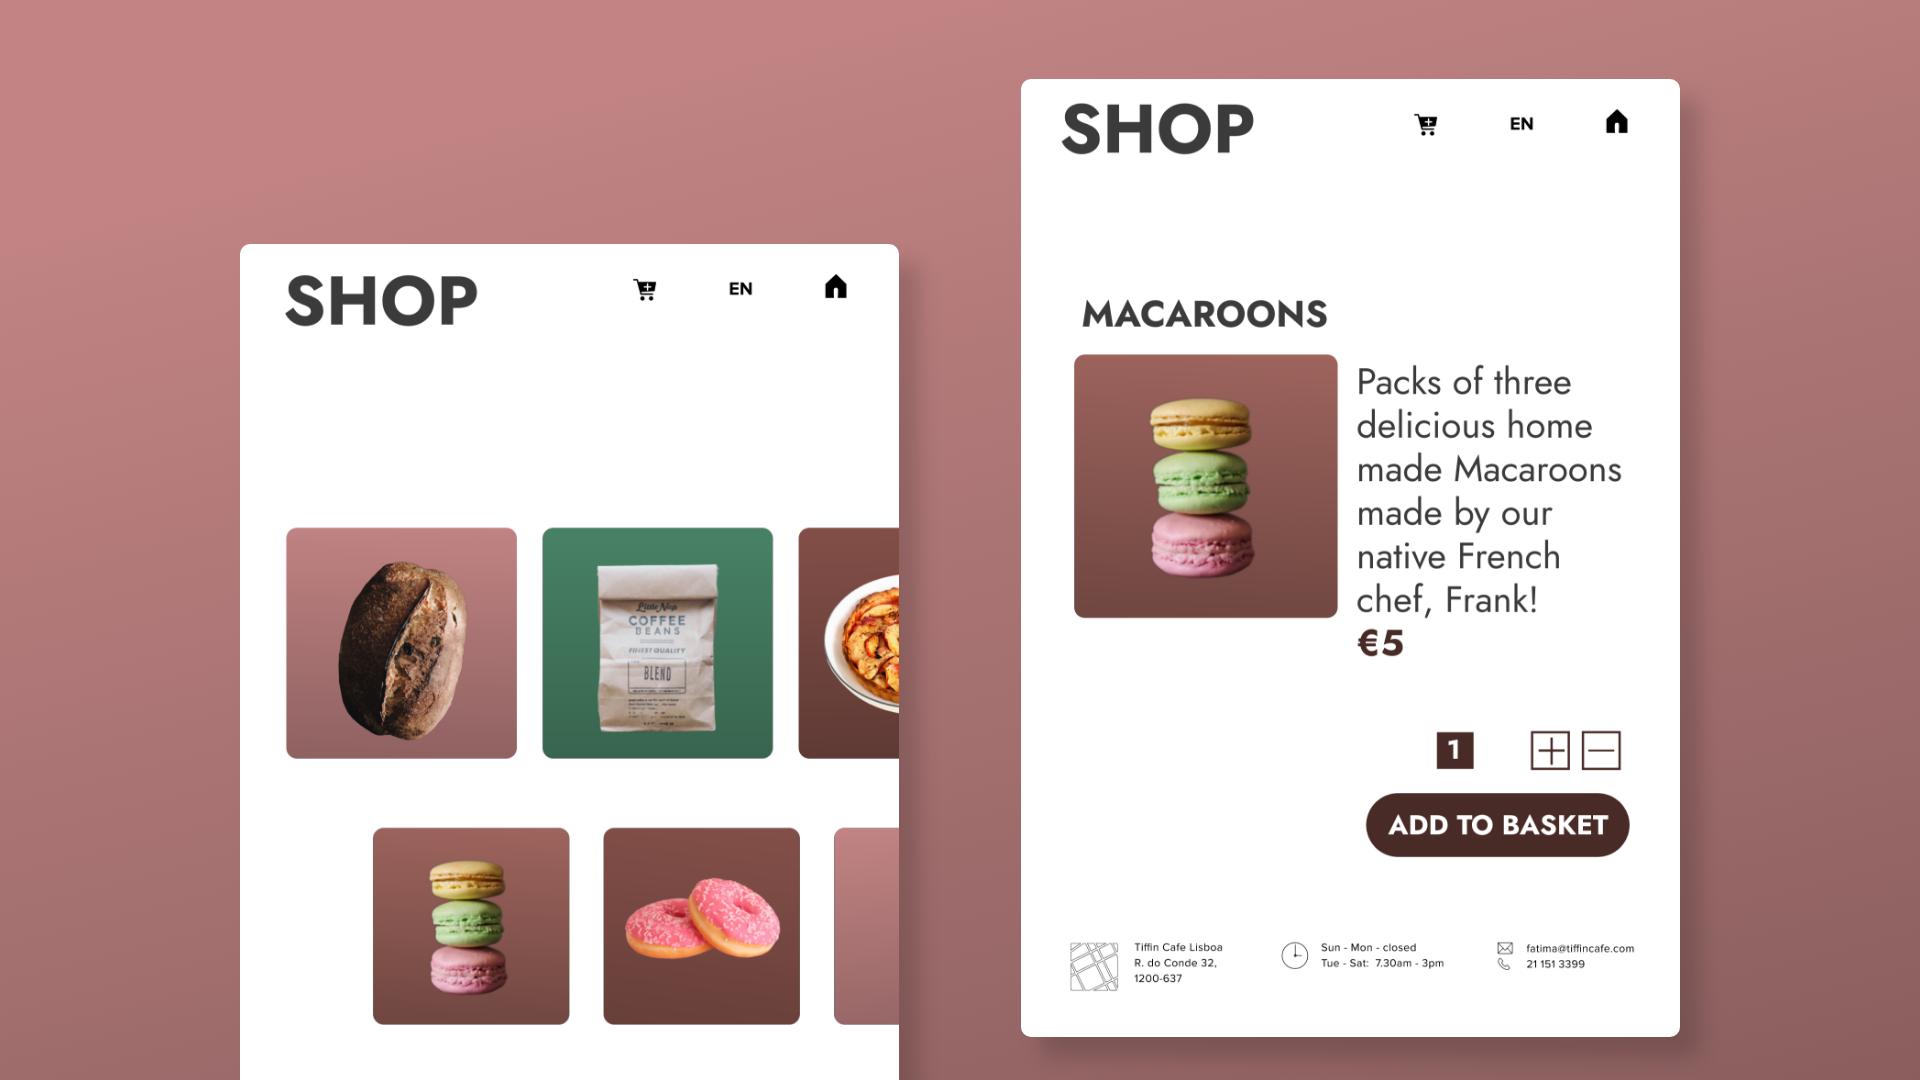 SHOP
EN
Little Nap
COFFEE
BEANS
FINEST QUALITY
BLEND
SHOP
EN
MACAROONS
Packs of three
delicious home
made Macaroons
made by our
native French
chef, Frank!
€5
1
ADD TO BASKET
Tiffin Cafe Lisboa
R. do Conde 32,
1200-637
Sun - Mon - closed
Tue - Sat: 7.30am - 3pm
fatima@tiffincafe.com
21 151 3399